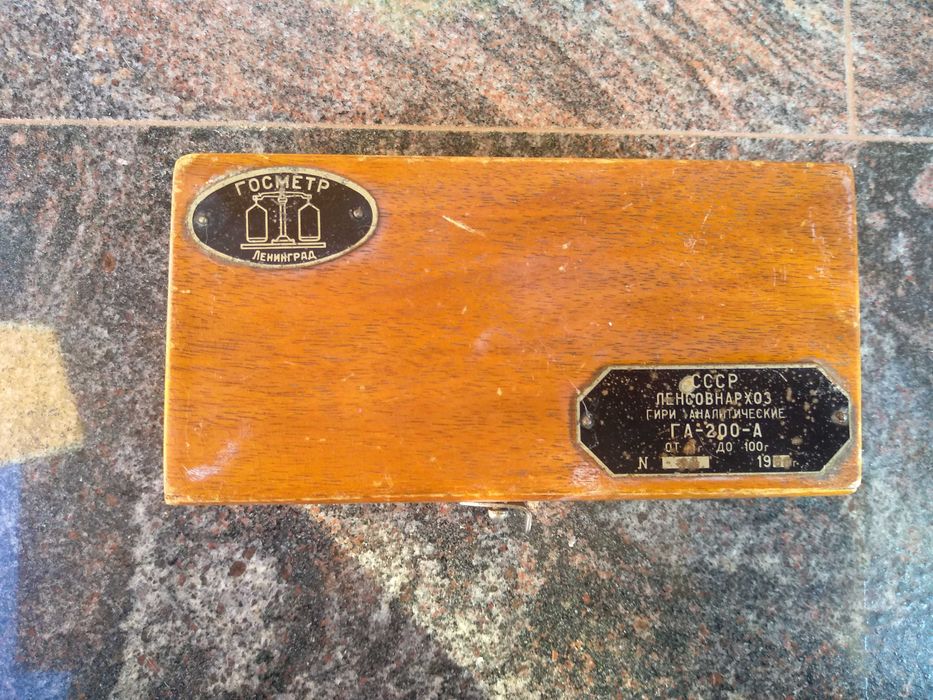 ГОСМЕТР
ЛЕНИНГРАД
СССР
ЛЕНСОВНАРХОЗ
ГИРИ АНАЛИТИЧЕСКИЕ
ГА-200-А
ОТ ДО 100г
N 19 г.